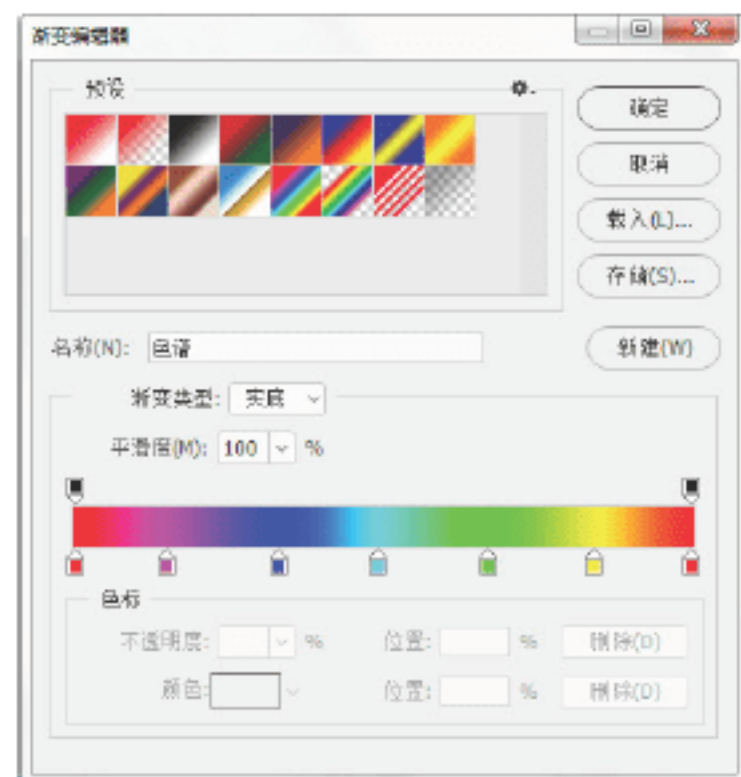 渐变编辑器
预设
确定
取消
载入(L)...
存储(S)...
名称(N): 色谱
新建(W)
渐变类型: 实底
平滑度(M): 100 %
色标
不透明度: % 位置: % 删除(D)
颜色: 位置: % 删除(D)